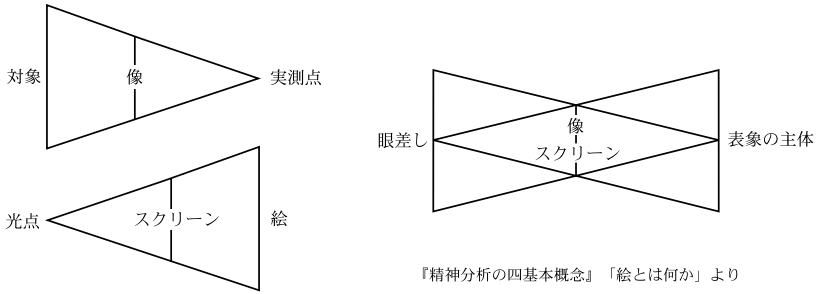 対象
像
実測点
光点
スクリーン
絵
眼差し
像
スクリーン
表象の主体
『精神分析の四基本概念』「絵とは何か」より